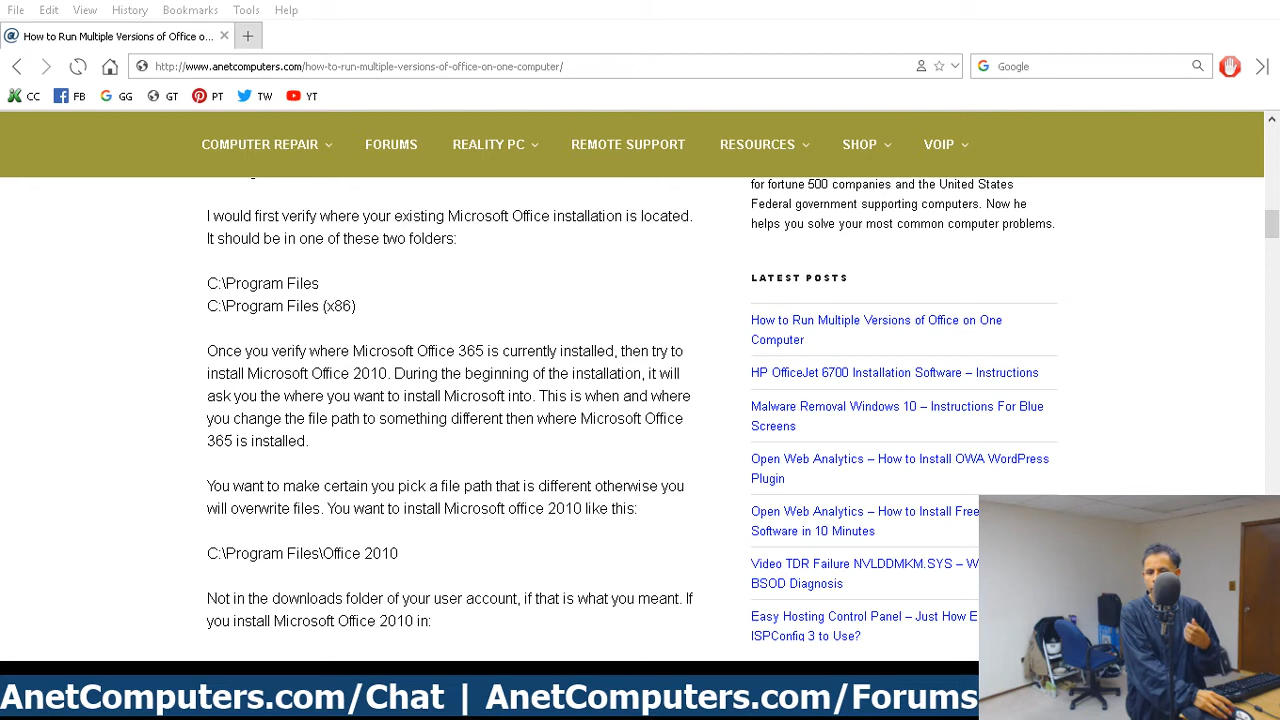 File Edit View History Bookmarks Tools Help
How to Run Multiple Versions of Office o...
http://www.anetcomputers.com/how-to-run-multiple-versions-of-office-on-one-computer/
Google
CC FB GG GT PT TW YT
COMPUTER REPAIR FORUMS REALITY PC REMOTE SUPPORT RESOURCES SHOP VOIP
I would first verify where your existing Microsoft Office installation is located.
It should be in one of these two folders:
C:\Program Files
C:\Program Files (x86)
Once you verify where Microsoft Office 365 is currently installed, then try to
install Microsoft Office 2010. During the beginning of the installation, it will
ask you the where you want to install Microsoft into. This is when and where
you change the file path to something different then where Microsoft Office
365 is installed.
You want to make certain you pick a file path that is different otherwise you
will overwrite files. You want to install Microsoft office 2010 like this:
C:\Program Files\Office 2010
Not in the downloads folder of your user account, if that is what you meant. If
you install Microsoft Office 2010 in:
for fortune 500 companies and the United States
Federal government supporting computers. Now he
helps you solve your most common computer problems.
LATEST POSTS
How to Run Multiple Versions of Office on One
Computer
HP OfficeJet 6700 Installation Software – Instructions
Malware Removal Windows 10 – Instructions For Blue
Screens
Open Web Analytics – How to Install OWA WordPress
Plugin
Open Web Analytics – How to Install Free
Software in 10 Minutes
Video TDR Failure NVLDDMKM.SYS – W
BSOD Diagnosis
Easy Hosting Control Panel – Just How E
ISPConfig 3 to Use?
AnetComputers.com/Chat | AnetComputers.com/Forums